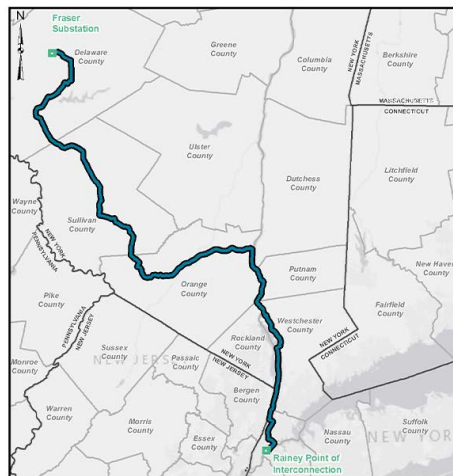 N
Fraser
Substation
Delaware
County
Greene
County
Columbia
County
NEW YORK
MASSACHUSETTS
Berkshire
County
MASSACHUSETTS
CONNECTICUT
Ulster
County
Dutchess
County
Litchfield
County
Wayne
County
Sullivan
County
NEW YORK
PENNSYLVANIA
New Haven
County
Orange
County
Putnam
County
Fairfield
County
Pike
County
Westchester
County
PENNSYLVANIA
NEW JERSEY
Rockland
County
NEW YORK
CONNECTICUT
Sussex
County
Passaic
County
NEW YORK
NEW JERSEY
Monroe
County
NEW JERSEY
Bergen
County
Warren
County
Morris
County
Essex
County
Nassau
County
Suffolk
County
NEW YORK
Rainey Point of
Interconnection